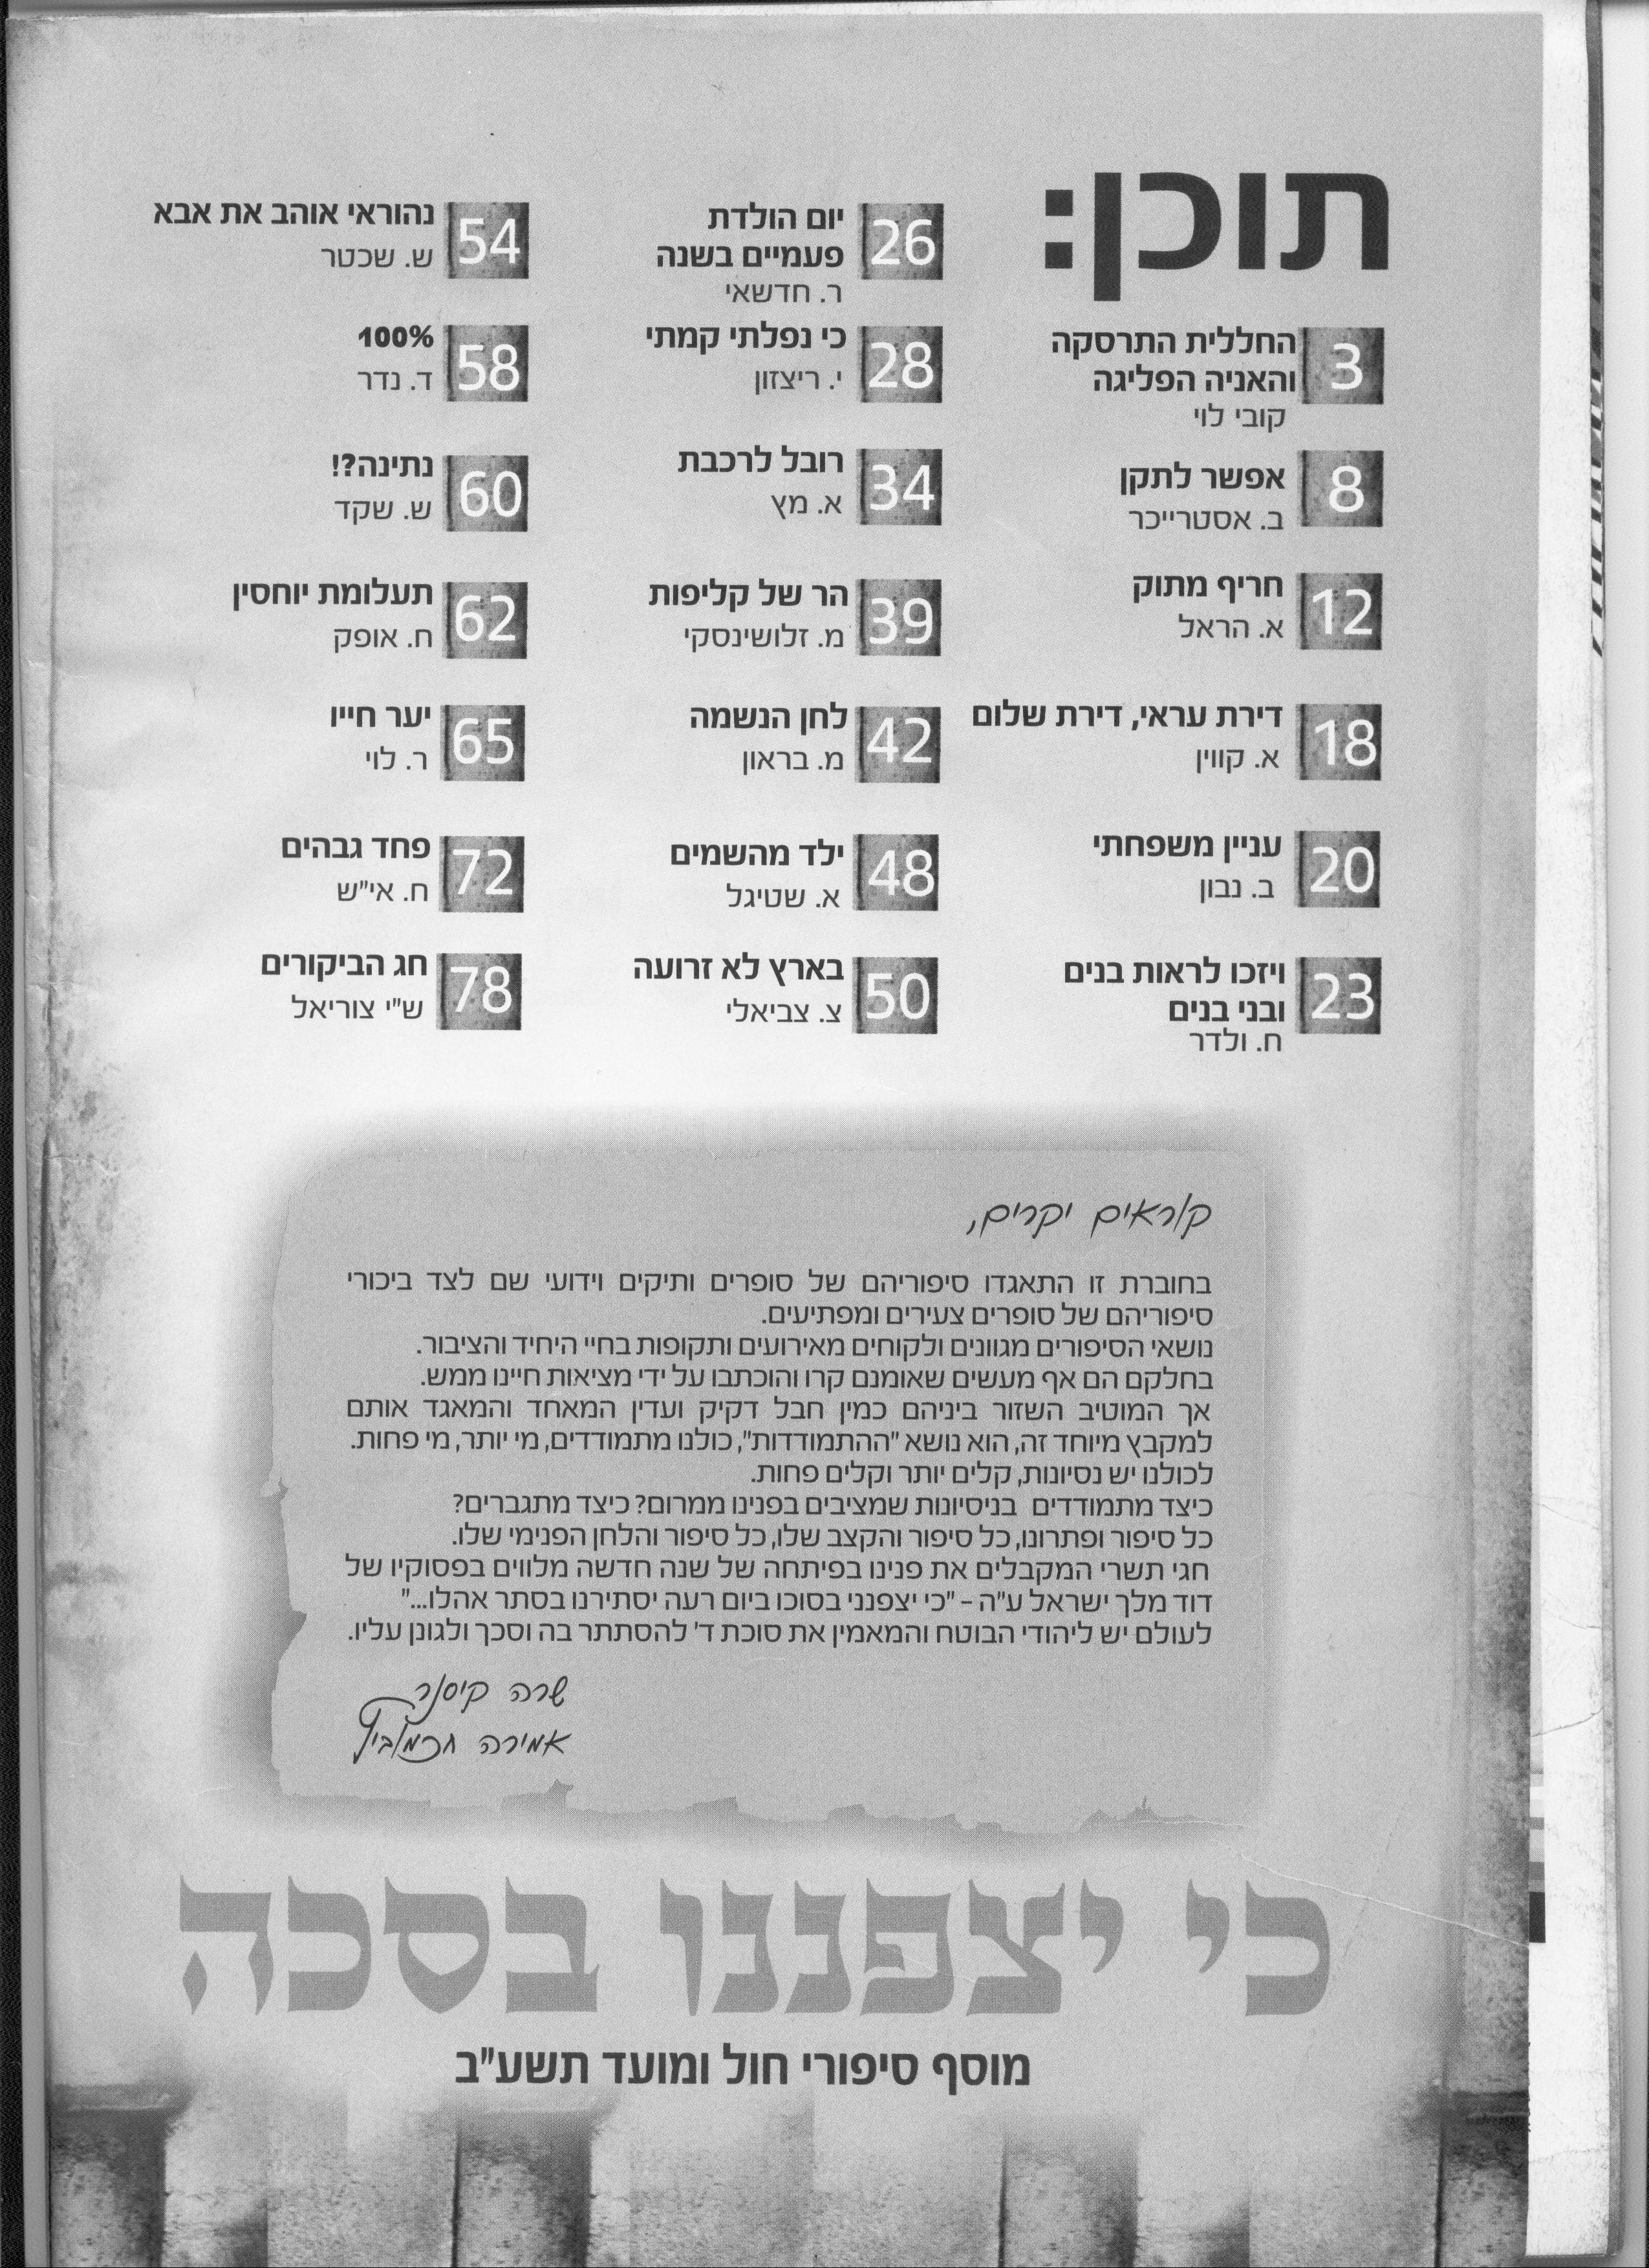 תוכן:
3
החללית התרסקה
והאניה הפליגה
קובי לוי
8
אפשר לתקן
ב. אסטרייכר
12
חריף מתוק
א. הראל
18
דירת עראי, דירת שלום
א. קווין
20
עניין משפחתי
ב. נבון
23
ויזכו לראות בנים
ובני בנים
ח. ולדר
26
יום הולדת
פעמיים בשנה
ר. חדשאי
28
כי נפלתי קמתי
י. ריצזון
34
רובל לרכבת
א. מץ
39
הר של קליפות
מ. זלושינסקי
42
לחן הנשמה
מ. בראון
48
ילד מהשמים
א. שטיגל
50
בארץ לא זרועה
צ. צביאלי
54
נהוראי אוהב את אבא
ש. שכטר
58
100%
ד. נדר
60
נתינה?!
ש. שקד
62
תעלומת יוחסין
ח. אופק
65
יער חייו
ר. לוי
72
פחד גבהים
ח. אי"ש
78
חג הביקורים
ש"י צוריאל
קוראים יקרים,
בחוברת זו התאגדו סיפוריהם של סופרים ותיקים וידועי שם לצד ביכורי
סיפוריהם של סופרים צעירים ומפתיעים.
נושאי הסיפורים מגוונים ולקוחים מאירועים ותקופות בחיי היחיד והציבור.
בחלקם הם אף מעשים שאומנם קרו והוכתבו על ידי מציאות חיינו ממש.
אך המוטיב השזור ביניהם כמין חבל דקיק ועדין המאחד והמאגד אותם
למקבץ מיוחד זה, הוא נושא "ההתמודדות", כולנו מתמודדים, מי יותר, מי פחות.
לכולנו יש נסיונות, קלים יותר וקלים פחות.
כיצד מתמודדים בניסיונות שמציבים בפנינו ממרום? כיצד מתגברים?
כל סיפור ופתרונו, כל סיפור והקצב שלו, כל סיפור והלחן הפנימי שלו.
חגי תשרי המקבלים את פנינו בפיתחה של שנה חדשה מלווים בפסוקיו של
דוד מלך ישראל ע"ה – "כי יצפנני בסוכו ביום רעה יסתירנו בסתר אהלו..."
לעולם יש ליהודי הבוטח והמאמין את סוכת ד' להסתתר בה וסכך ולגונן עליו.
שרה קיסנר
אמירה חכמוביץ
כי יצפננו בסכה
מוסף סיפורי חול ומועד תשע"ב